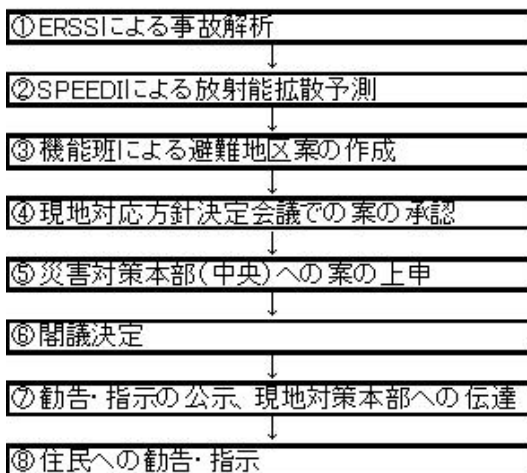 ①ERSSによる事故解析
②SPEEDIによる放射能拡散予測
③機能班による避難地区案の作成
④現地対応方針決定会議での案の承認
⑤災害対策本部(中央)への案の上申
⑥閣議決定
⑦勧告・指示の公示、現地対策本部への伝達
⑧住民への勧告・指示